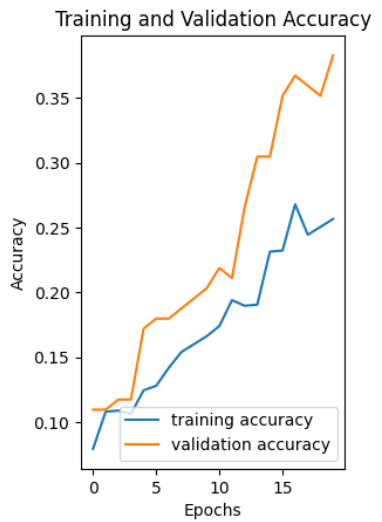 Training and Validation Accuracy
Accuracy
0.35
0.30
0.25
0.20
0.15
0.10
training accuracy
validation accuracy
0
5
10
15
Epochs